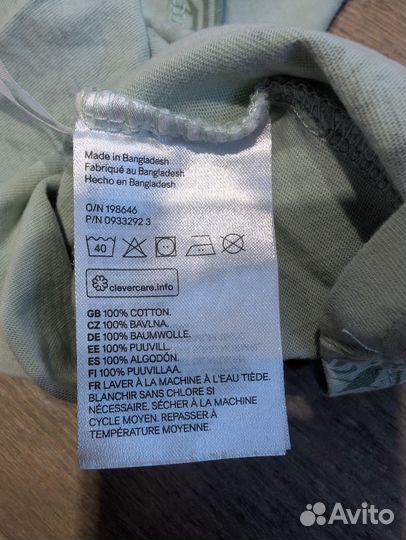 Made in Bangladesh
Fabriqué au Bangladesh
Hecho en Bangladesh
O/N 198646
P/N 0933292 3
40
clevercare.info
GB 100% COTTON.
CZ 100% BAVLNA.
DE 100% BAUMWOLLE.
EE 100% PUUVILL.
ES 100% ALGODÓN.
FI 100% PUUVILLAA.
FR LAVER À LA MACHINE À L'EAU TIÈDE.
BLANCHIR SANS CHLORE SI
NÉCESSAIRE. SÉCHER À LA MACHINE
CYCLE MOYEN. REPASSER À
TEMPÉRATURE MOYENNE.
Avito